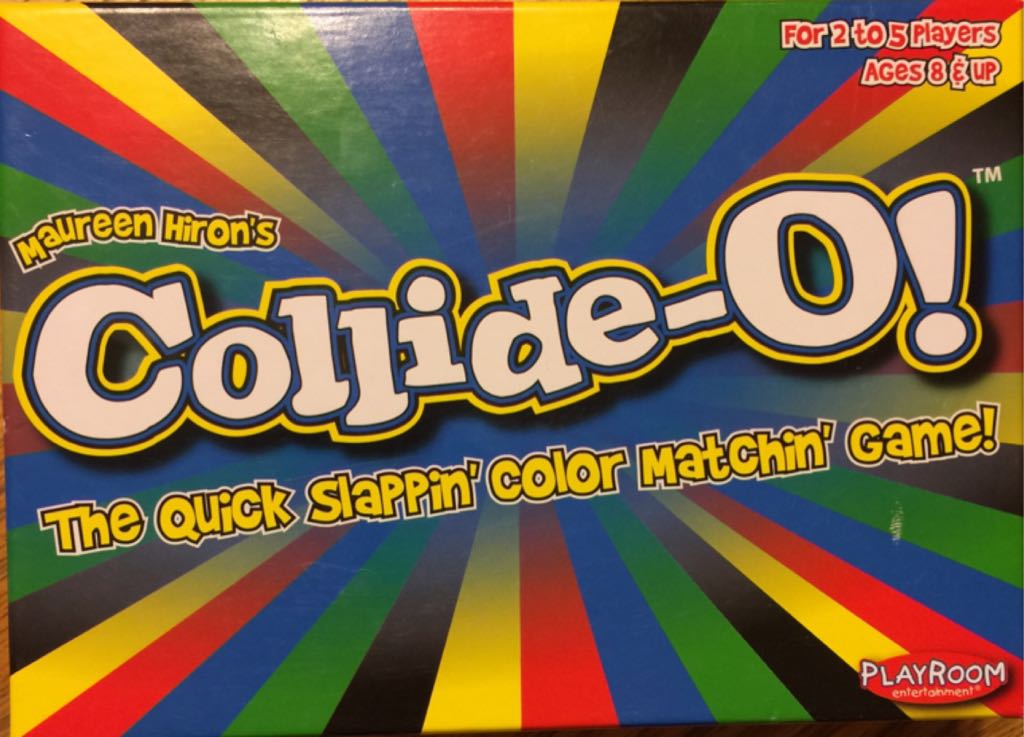 For 2 to 5 Players
Ages 8 & up
Maureen Hiron's
Collide-O!™
The Quick Slappin' Color Matchin' Game!
PLAYROOM
entertainment®